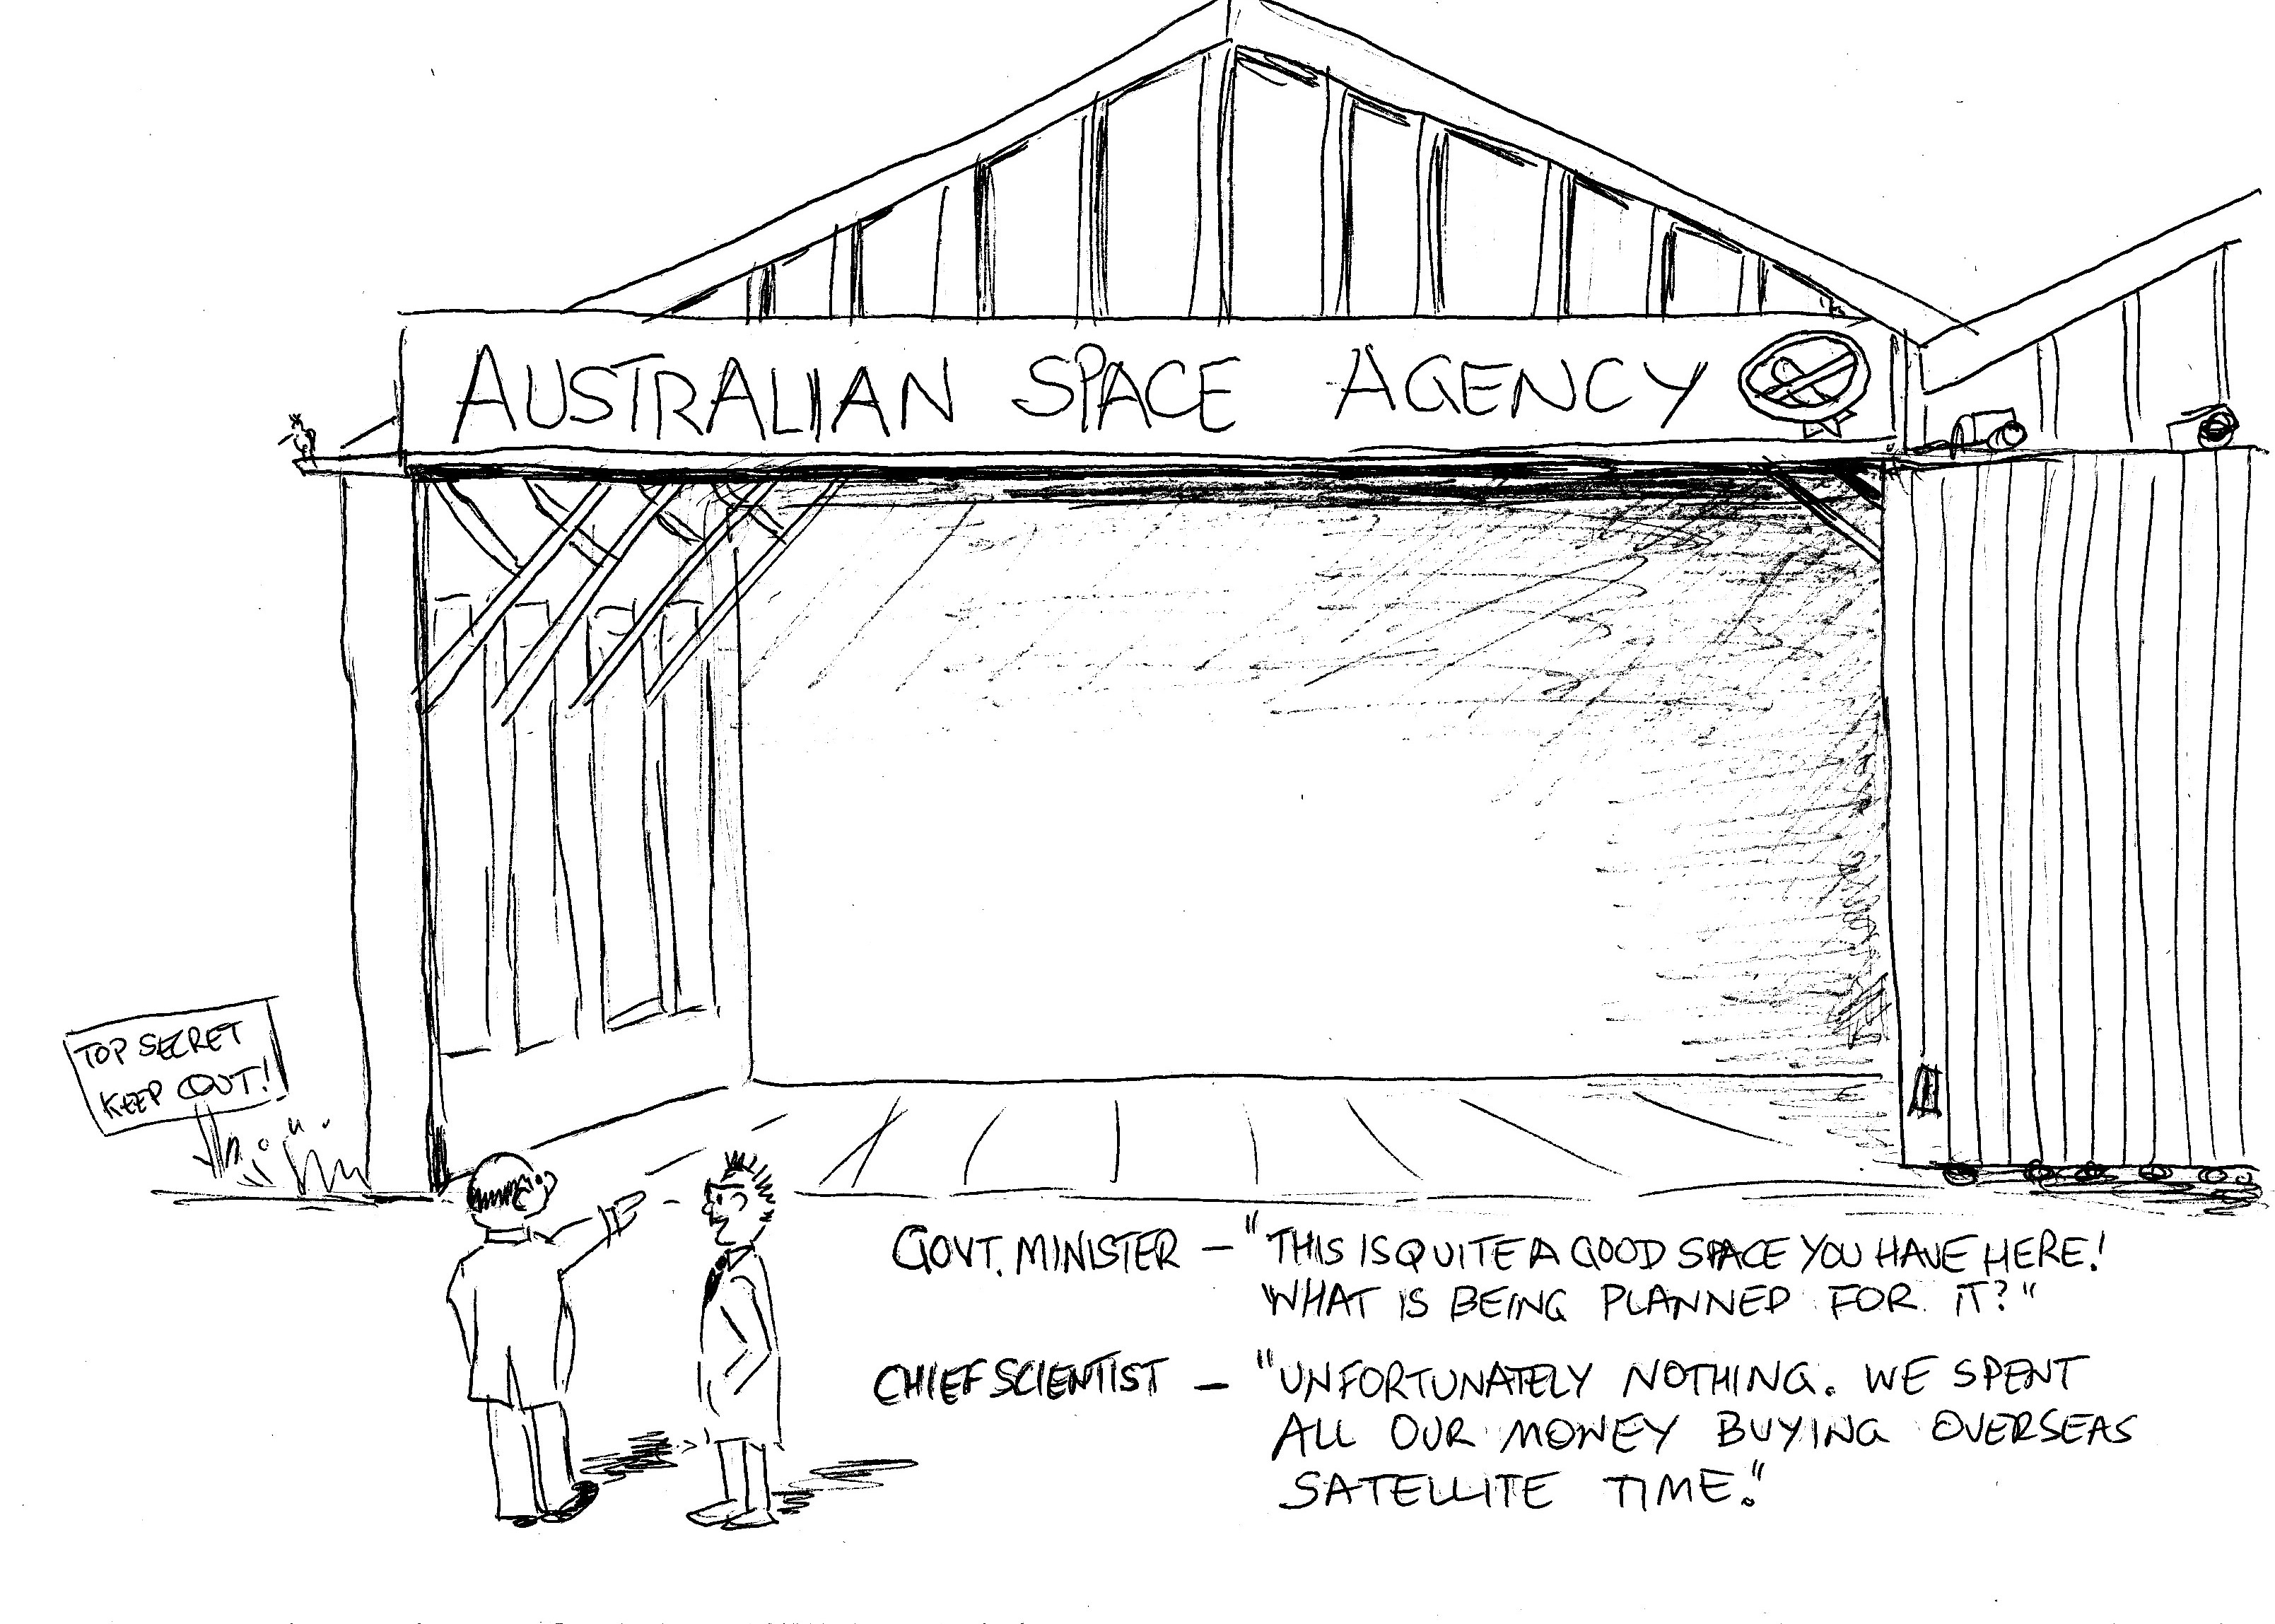 AUSTRALIAN SPACE AGENCY
TOP SECRET
KEEP OUT!
GOVT. MINISTER – "THIS IS QUITE A GOOD SPACE YOU HAVE HERE!
WHAT IS BEING PLANNED FOR IT?"
CHIEF SCIENTIST – "UNFORTUNATELY NOTHING. WE SPENT
ALL OUR MONEY BUYING OVERSEAS
SATELLITE TIME."